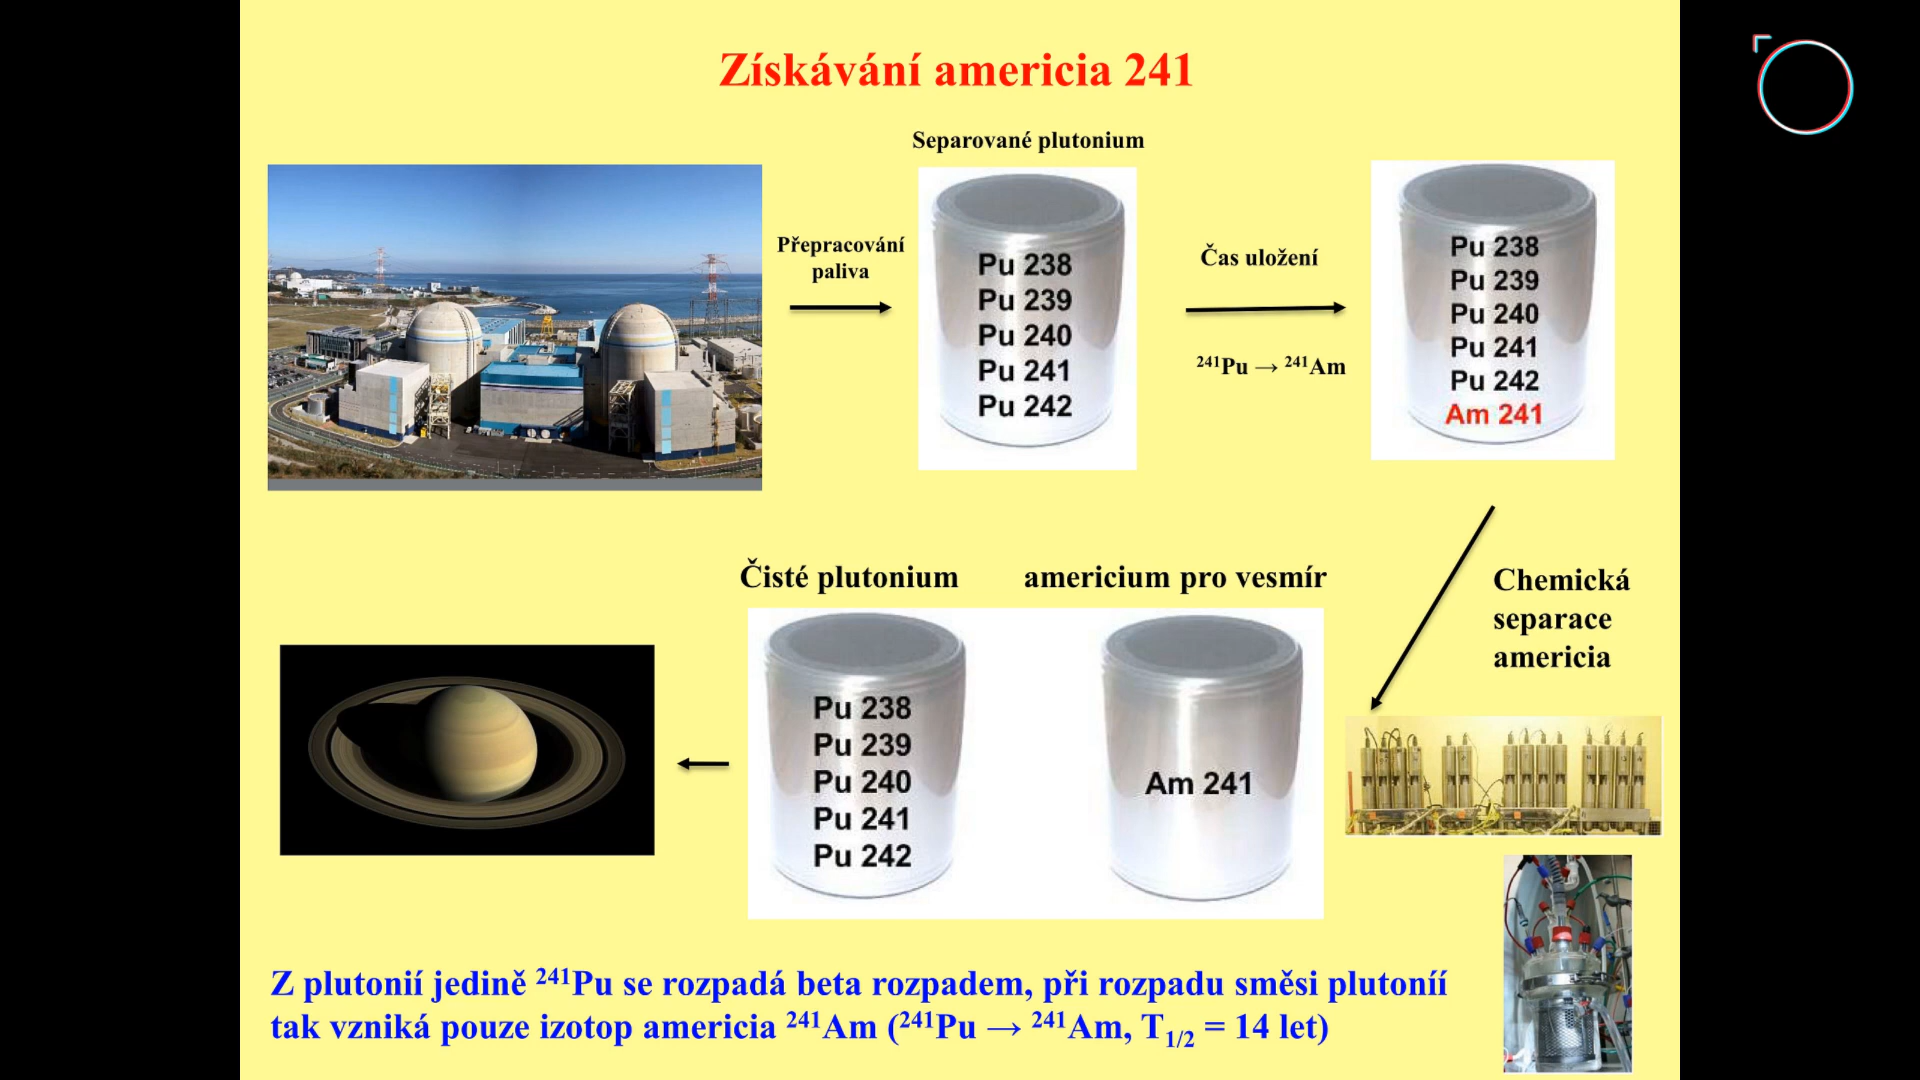 Získávání americia 241
Separované plutonium
Přepracování
paliva
Pu 238
Pu 239
Pu 240
Pu 241
Pu 242
Čas uložení
²⁴¹Pu → ²⁴¹Am
Pu 238
Pu 239
Pu 240
Pu 241
Pu 242
Am 241
Chemická
separace
americia
Čisté plutonium
americium pro vesmír
Pu 238
Pu 239
Pu 240
Pu 241
Pu 242
Am 241
Z plutonií jedině ²⁴¹Pu se rozpadá beta rozpadem, při rozpadu směsi plutoníí
tak vzniká pouze izotop americia ²⁴¹Am (²⁴¹Pu → ²⁴¹Am, T₁/₂ = 14 let)